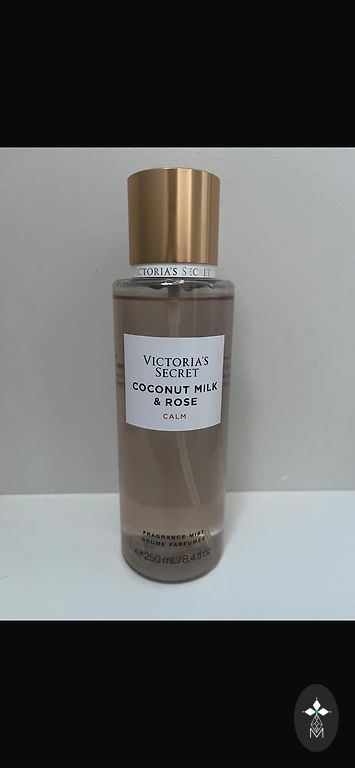 VICTORIA'S SECRET
VICTORIA'S
SECRET
COCONUT MILK
& ROSE
CALM
FRAGRANCE MIST
BRUME PARFUMÉE
250 mL/8.4 fl oz
M